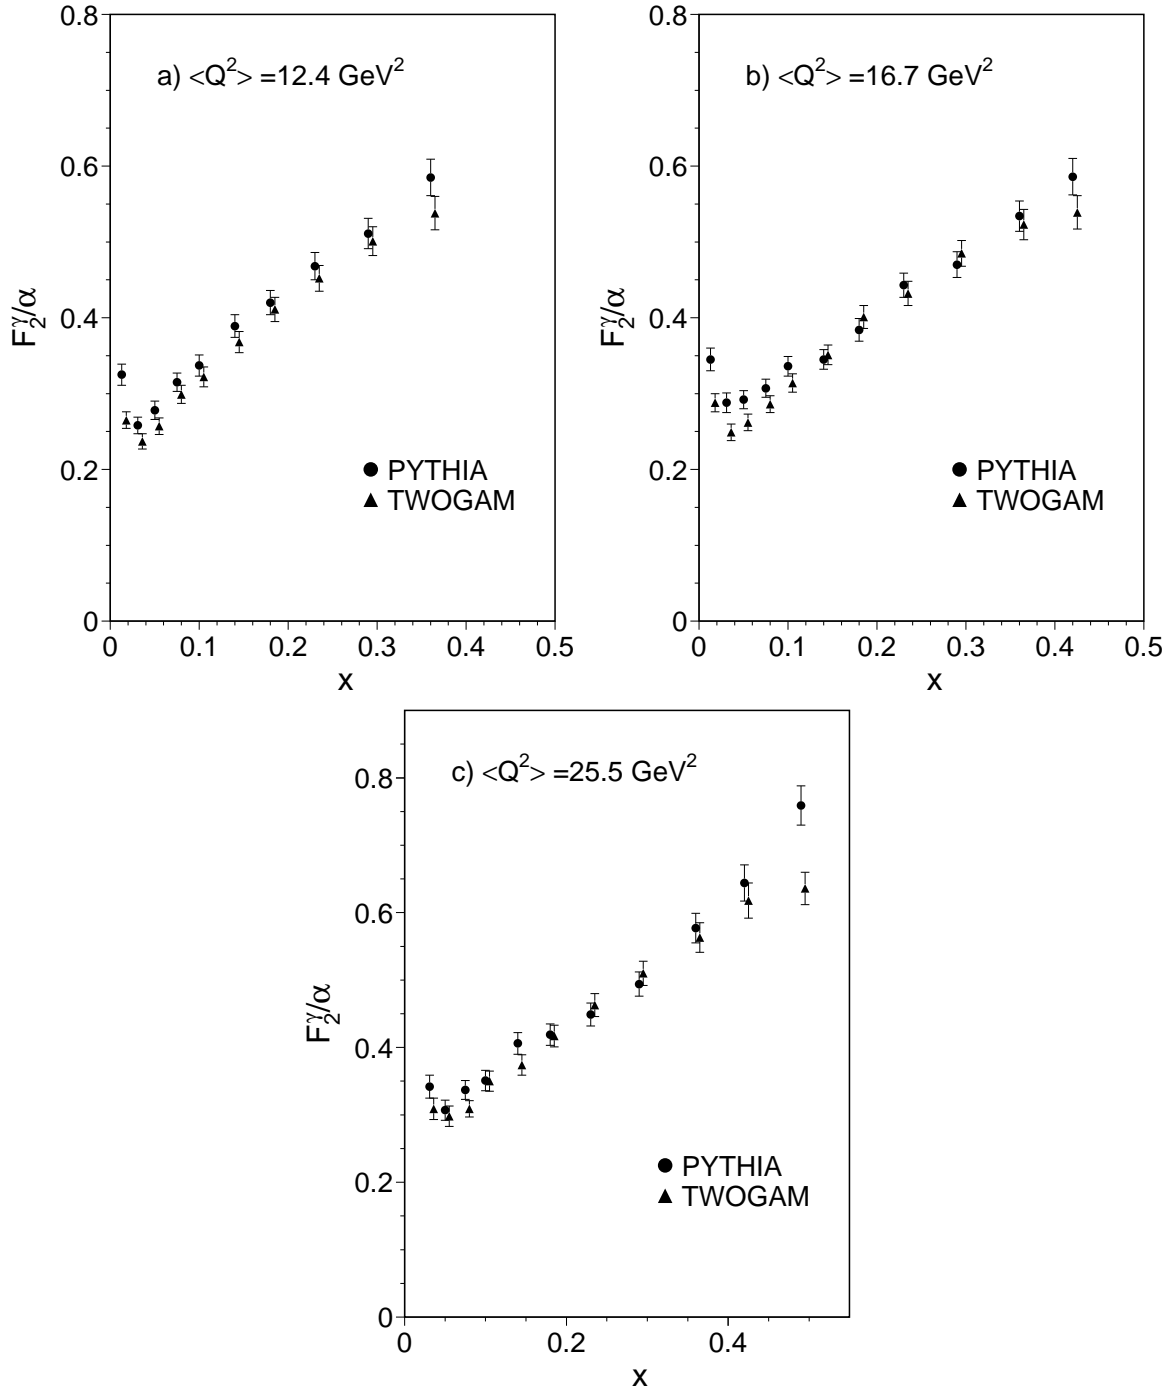 a) <Q²> =12.4 GeV²
0.8
0.6
0.4
0.2
0
F₂^γ/α
PYTHIA
TWOGAM
0 0.1 0.2 0.3 0.4 0.5
x
b) <Q²> =16.7 GeV²
0.8
0.6
0.4
0.2
0
F₂^γ/α
PYTHIA
TWOGAM
0 0.1 0.2 0.3 0.4 0.5
x
c) <Q²> =25.5 GeV²
0.8
0.6
0.4
0.2
0
F₂^γ/α
PYTHIA
TWOGAM
0 0.2 0.4
x